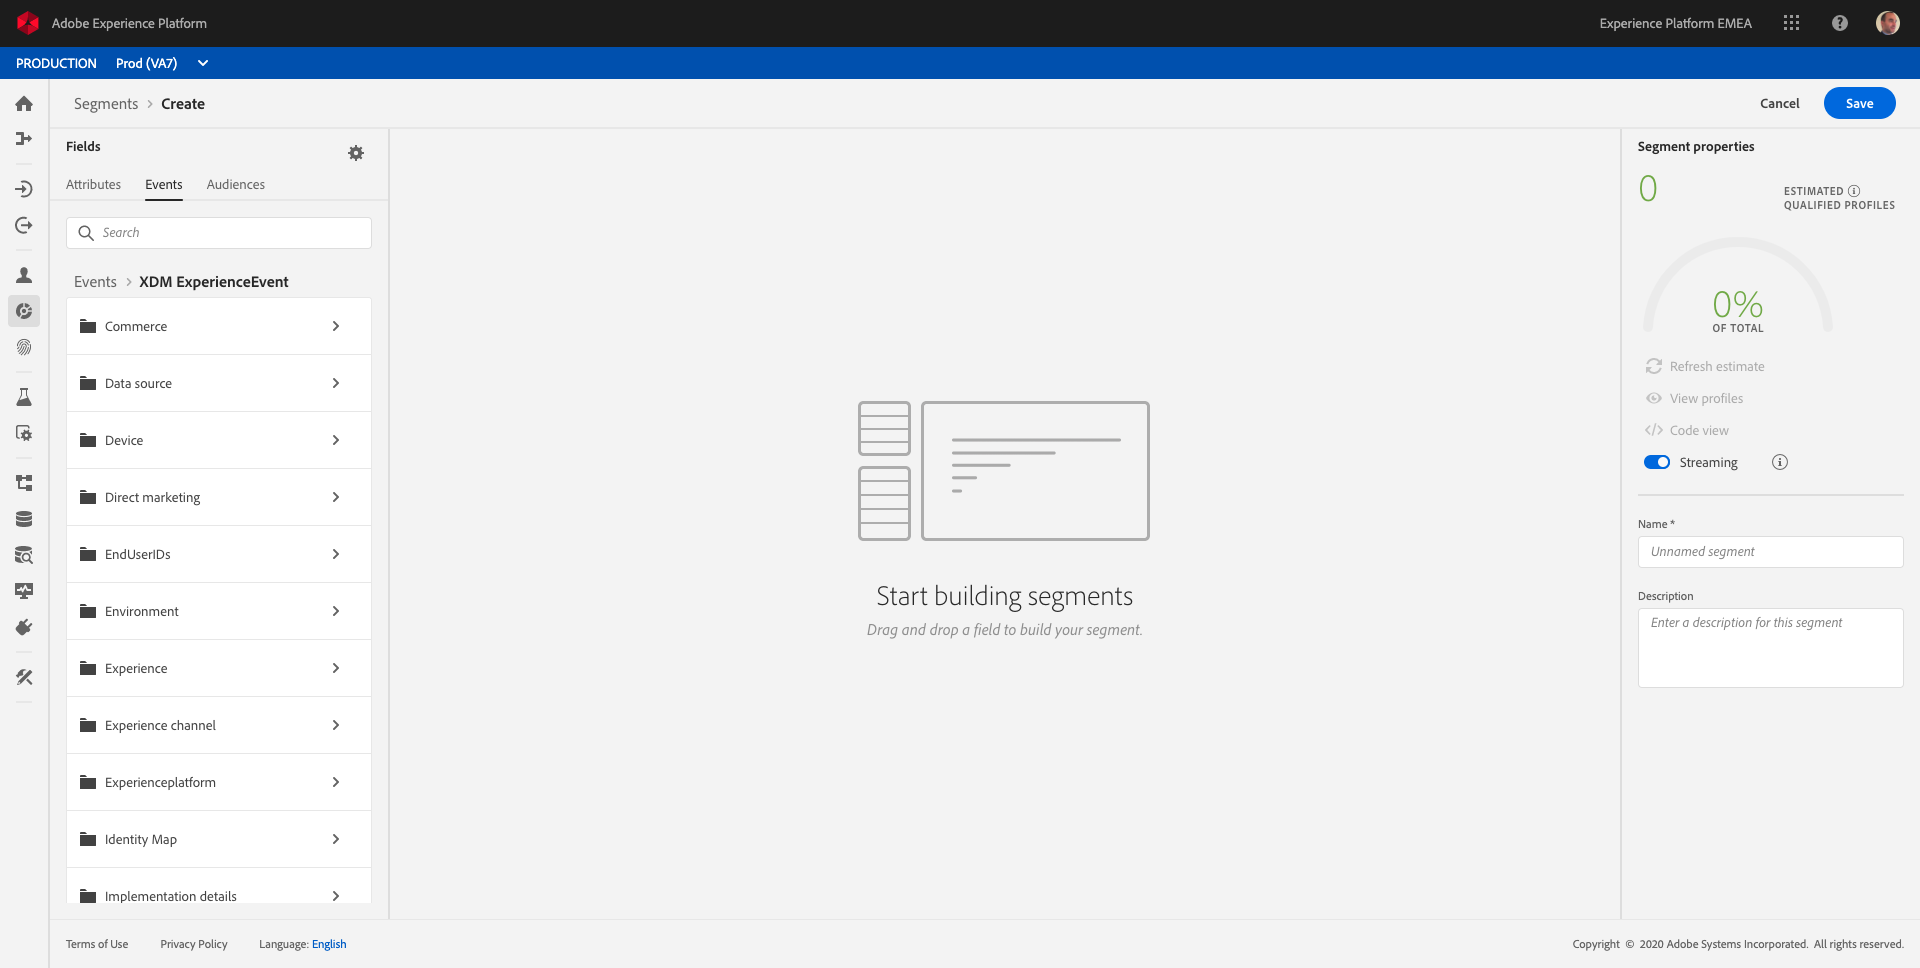 Adobe Experience Platform
Experience Platform EMEA
PRODUCTION Prod (VA7)
Segments > Create
Cancel
Save
Fields
Attributes Events Audiences
Search
Events > XDM ExperienceEvent
Commerce
Data source
Device
Direct marketing
EndUserIDs
Environment
Experience
Experience channel
Experienceplatform
Identity Map
Implementation details
Start building segments
Drag and drop a field to build your segment.
Segment properties
0
ESTIMATED
QUALIFIED PROFILES
0%
OF TOTAL
Refresh estimate
View profiles
</> Code view
Streaming
Name *
Unnamed segment
Description
Enter a description for this segment
Terms of Use Privacy Policy Language: English
Copyright © 2020 Adobe Systems Incorporated. All rights reserved.